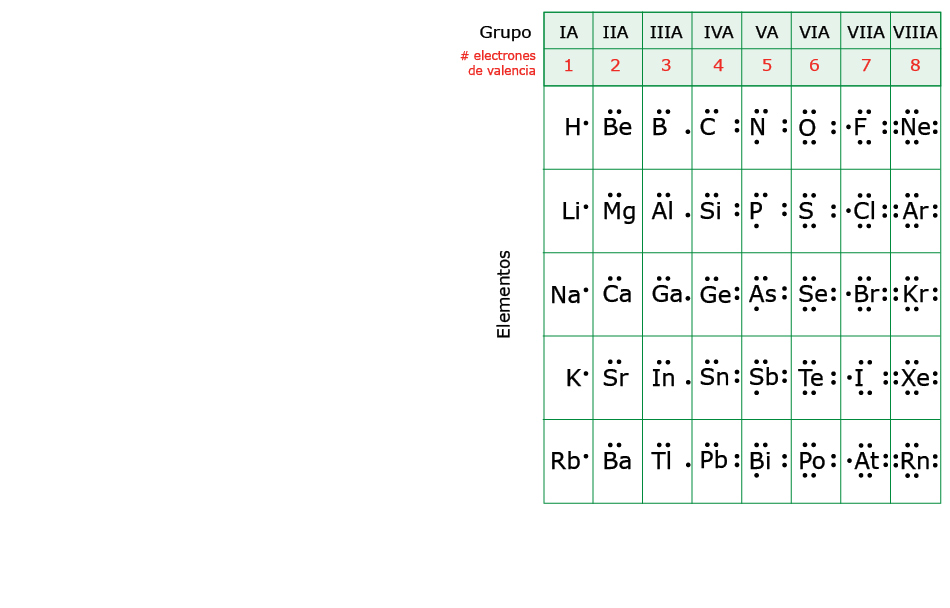 Grupo IA IIA IIIA IVA VA VIA VIIA VIIIA
# electrones
de valencia 1 2 3 4 5 6 7 8
H Be B C N O F Ne
Li Mg Al Si P S Cl Ar
Elementos
Na Ca Ga Ge As Se Br Kr
K Sr In Sn Sb Te I Xe
Rb Ba Tl Pb Bi Po At Rn